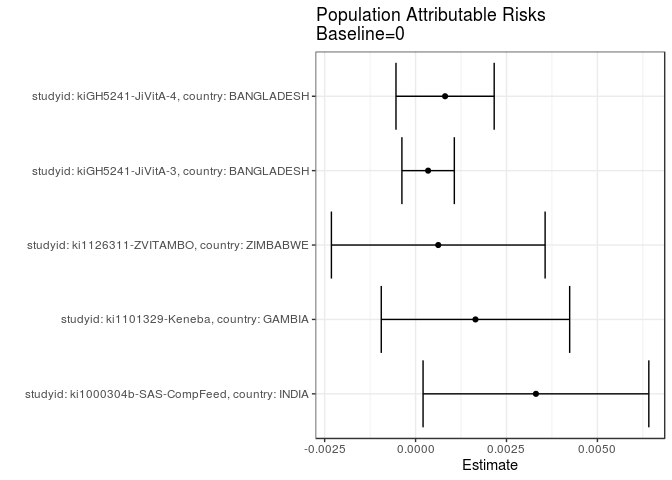 Population Attributable Risks
Baseline=0
studyid: kiGH5241-JiVitA-4, country: BANGLADESH
studyid: kiGH5241-JiVitA-3, country: BANGLADESH
studyid: ki1126311-ZVITAMBO, country: ZIMBABWE
studyid: ki1101329-Keneba, country: GAMBIA
studyid: ki1000304b-SAS-CompFeed, country: INDIA
-0.0025 0.0000 0.0025 0.0050
Estimate